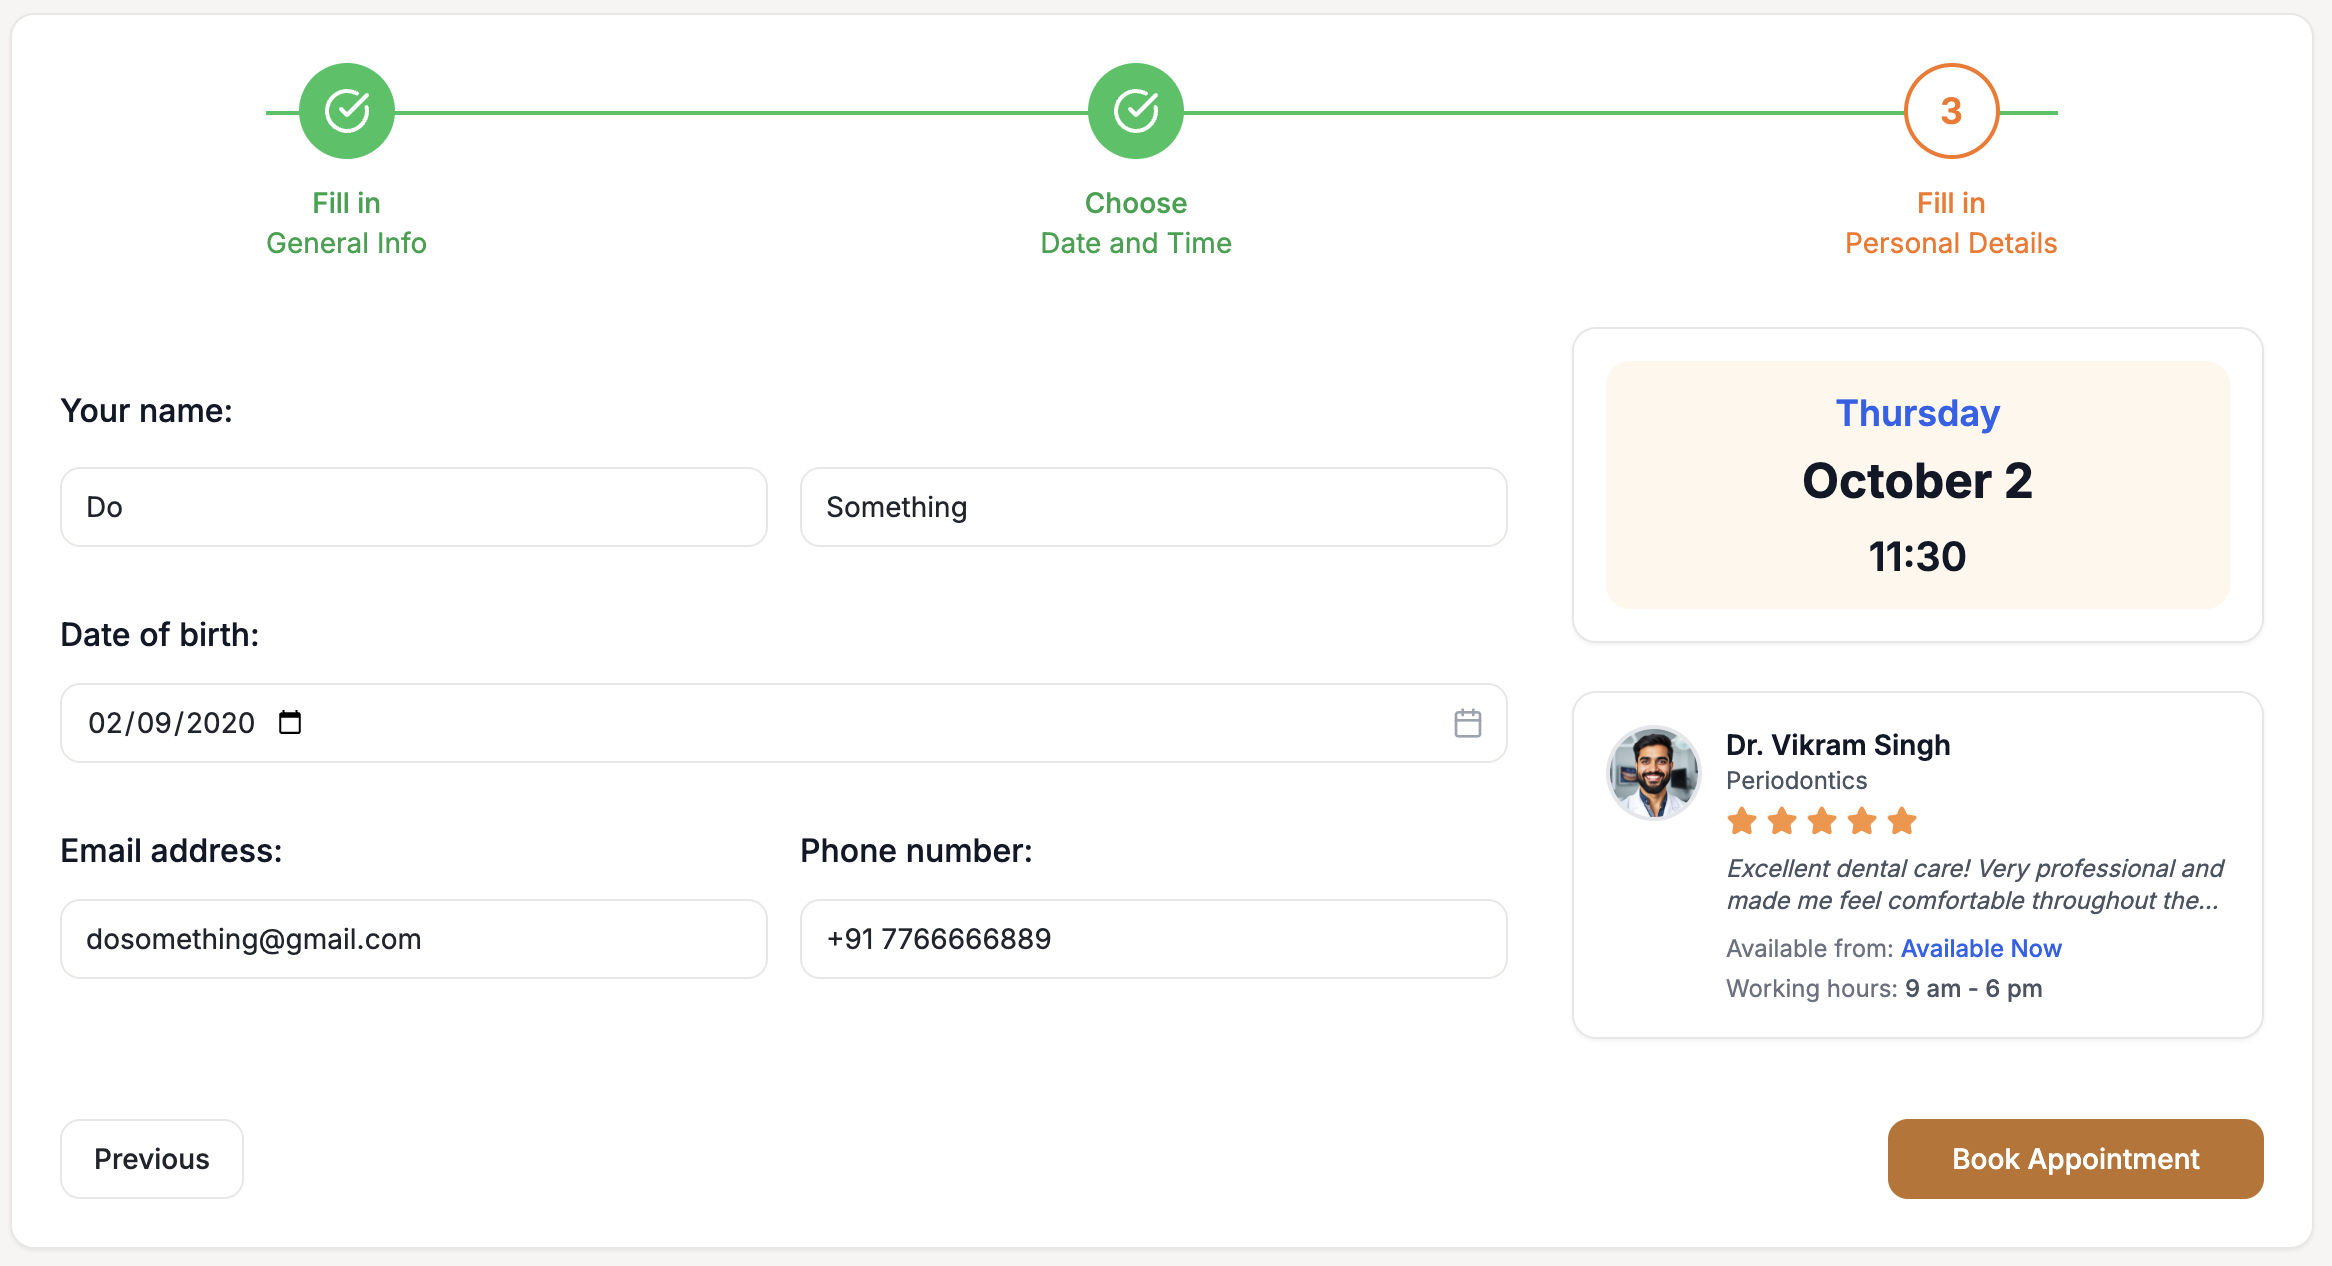 3
Fill in
General Info
Choose
Date and Time
Fill in
Personal Details
Your name:
Do
Something
Date of birth:
02/09/2020
Email address:
Phone number:
dosomething@gmail.com
+91 7766666889
Previous
Thursday
October 2
11:30
Dr. Vikram Singh
Periodontics
Excellent dental care! Very professional and
made me feel comfortable throughout the...
Available from: Available Now
Working hours: 9 am - 6 pm
Book Appointment